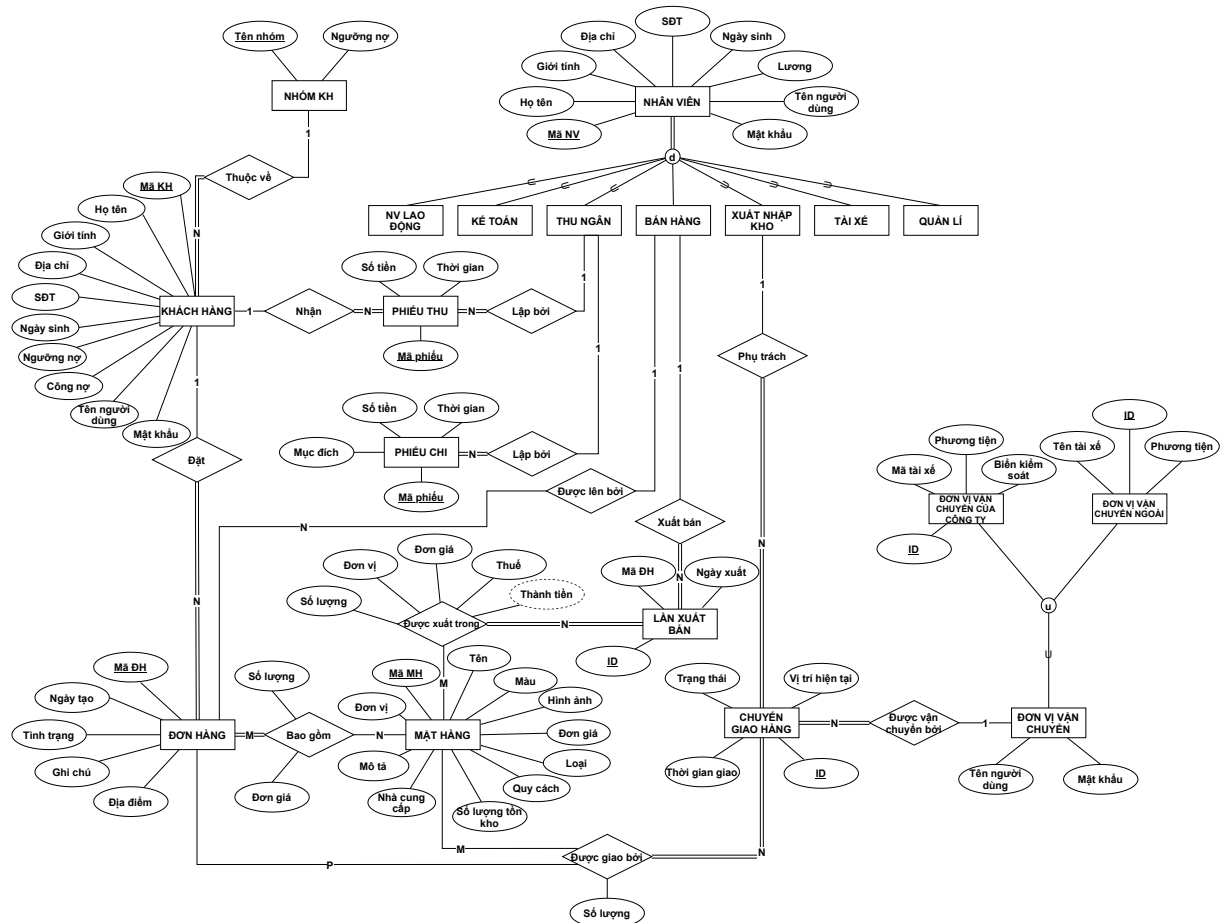 SĐT
Tên nhóm
Ngưỡng nợ
Địa chỉ
Ngày sinh
Giới tính
Lương
NHÓM KH
NHÂN VIÊN
Họ tên
Tên người
dùng
1
Mã NV
Mật khẩu
d
Thuộc về
Mã KH
U
U
U
U
U
U
Họ tên
NV LAO
ĐỘNG
KÉ TOÁN
THU NGÂN
BÁN HÀNG
XUẤT NHẬP
KHO
TÀI XÉ
QUẢN LÍ
Giới tính
N
Địa chỉ
Số tiền
Thời gian
SĐT
1
1
KHÁCH HÀNG
1
Nhận
N
PHIẾU THU
N
Lập bởi
Ngày sinh
Phụ trách
Ngưỡng nợ
Mã phiếu
1
1
1
Công nợ
Tên người
dùng
Số tiền
Thời gian
ID
Mật khẩu
Phương tiện
Tên tài xế
Phương tiện
Mục đích
PHIẾU CHI
N
Lập bởi
Đặt
Mã tài xế
Biển kiểm
soát
Mã phiếu
Được lên bởi
ĐƠN VỊ VẬN
CHUYỂN CỦA
CÔNG TY
ĐƠN VỊ VẬN
CHUYỂN NGOÀI
N
Xuất bán
ID
N
Đơn giá
Đơn vị
Thuế
Mã ĐH
N
Ngày xuất
Số lượng
Thành tiền
N
Được xuất trong
N
LẦN XUẤT
BÁN
u
Mã ĐH
Tên
ID
U
Số lượng
Mã MH
M
Màu
Trạng thái
Vị trí hiện tại
Ngày tạo
Đơn vị
Hình ảnh
Tình trạng
ĐƠN HÀNG
M
Bao gồm
N
MẶT HÀNG
Đơn giá
CHUYẾN
GIAO HÀNG
N
Được vận
chuyển bởi
1
ĐƠN VỊ VẬN
CHUYỂN
Ghi chú
Mô tả
Loại
Thời gian giao
ID
Tên người
dùng
Mật khẩu
Địa điểm
Đơn giá
Nhà cung
cấp
Số lượng tồn
kho
Quy cách
M
N
P
Được giao bởi
Số lượng